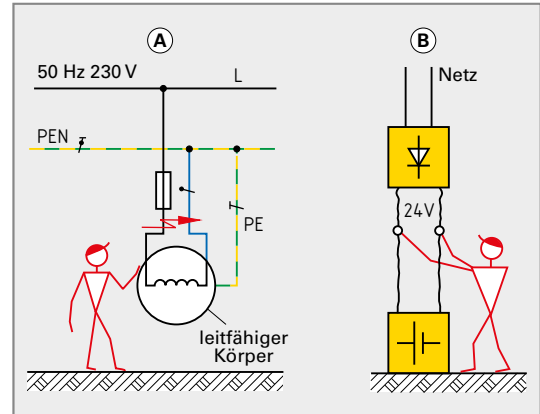 A
B
50 Hz 230 V
L
Netz
PEN
24V
PE
leitfähiger
Körper